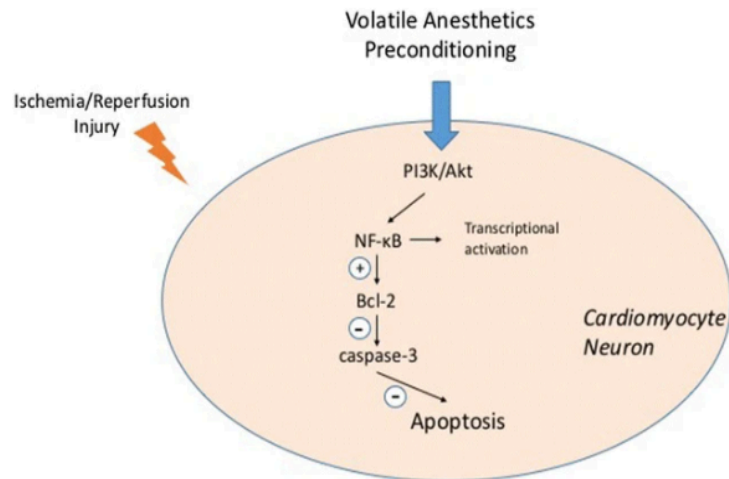 Volatile Anesthetics
Preconditioning
Ischemia/Reperfusion
Injury
PI3K/Akt
NF-κB
Transcriptional
activation
+
Bcl-2
-
caspase-3
-
Apoptosis
Cardiomyocyte
Neuron